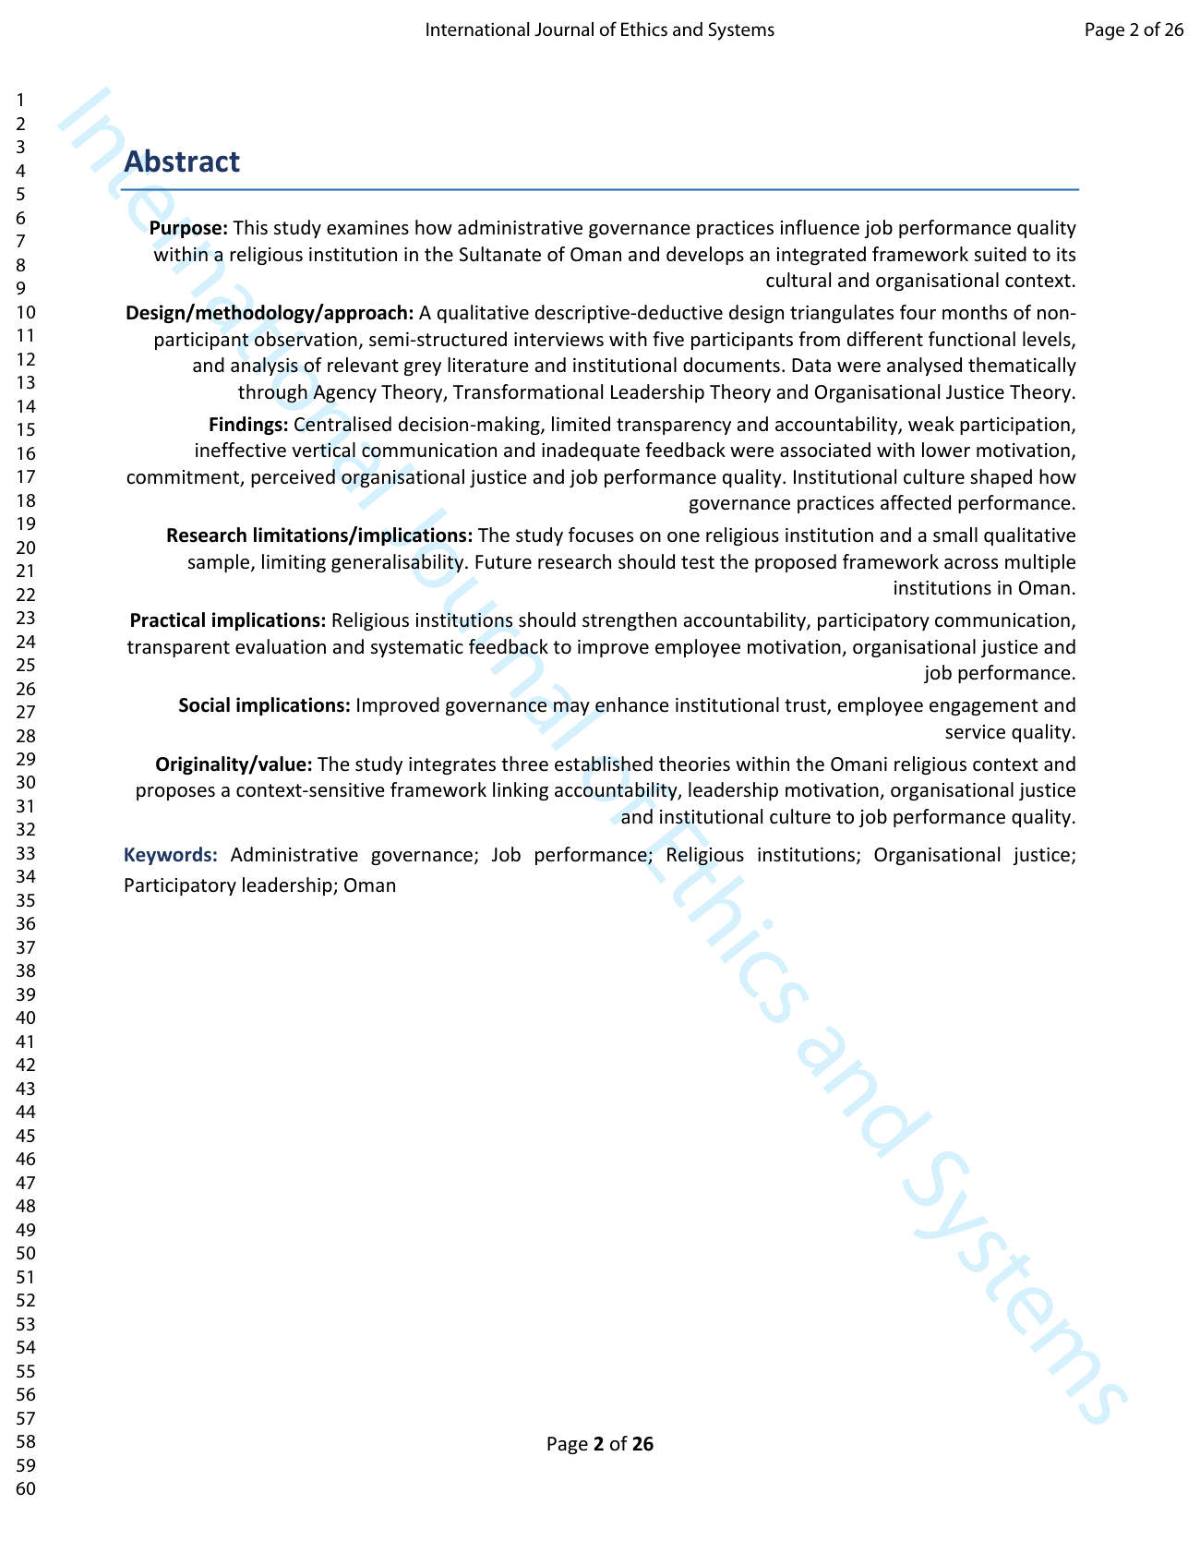 International Journal of Ethics and Systems
Page 2 of 26
1
2
3
4
5
6
7
8
9
10
11
12
13
14
15
16
17
18
19
20
21
22
23
24
25
26
27
28
29
30
31
32
33
34
35
36
37
38
39
40
41
42
43
44
45
46
47
48
49
50
51
52
53
54
55
56
57
58
59
60
Abstract
Purpose: This study examines how administrative governance practices influence job performance quality
within a religious institution in the Sultanate of Oman and develops an integrated framework suited to its
cultural and organisational context.
Design/methodology/approach: A qualitative descriptive-deductive design triangulates four months of non-
participant observation, semi-structured interviews with five participants from different functional levels,
and analysis of relevant grey literature and institutional documents. Data were analysed thematically
through Agency Theory, Transformational Leadership Theory and Organisational Justice Theory.
Findings: Centralised decision-making, limited transparency and accountability, weak participation,
ineffective vertical communication and inadequate feedback were associated with lower motivation,
commitment, perceived organisational justice and job performance quality. Institutional culture shaped how
governance practices affected performance.
Research limitations/implications: The study focuses on one religious institution and a small qualitative
sample, limiting generalisability. Future research should test the proposed framework across multiple
institutions in Oman.
Practical implications: Religious institutions should strengthen accountability, participatory communication,
transparent evaluation and systematic feedback to improve employee motivation, organisational justice and
job performance.
Social implications: Improved governance may enhance institutional trust, employee engagement and
service quality.
Originality/value: The study integrates three established theories within the Omani religious context and
proposes a context-sensitive framework linking accountability, leadership motivation, organisational justice
and institutional culture to job performance quality.
Keywords: Administrative governance; Job performance; Religious institutions; Organisational justice;
Participatory leadership; Oman
International Journal of Ethics and Systems
Page 2 of 26